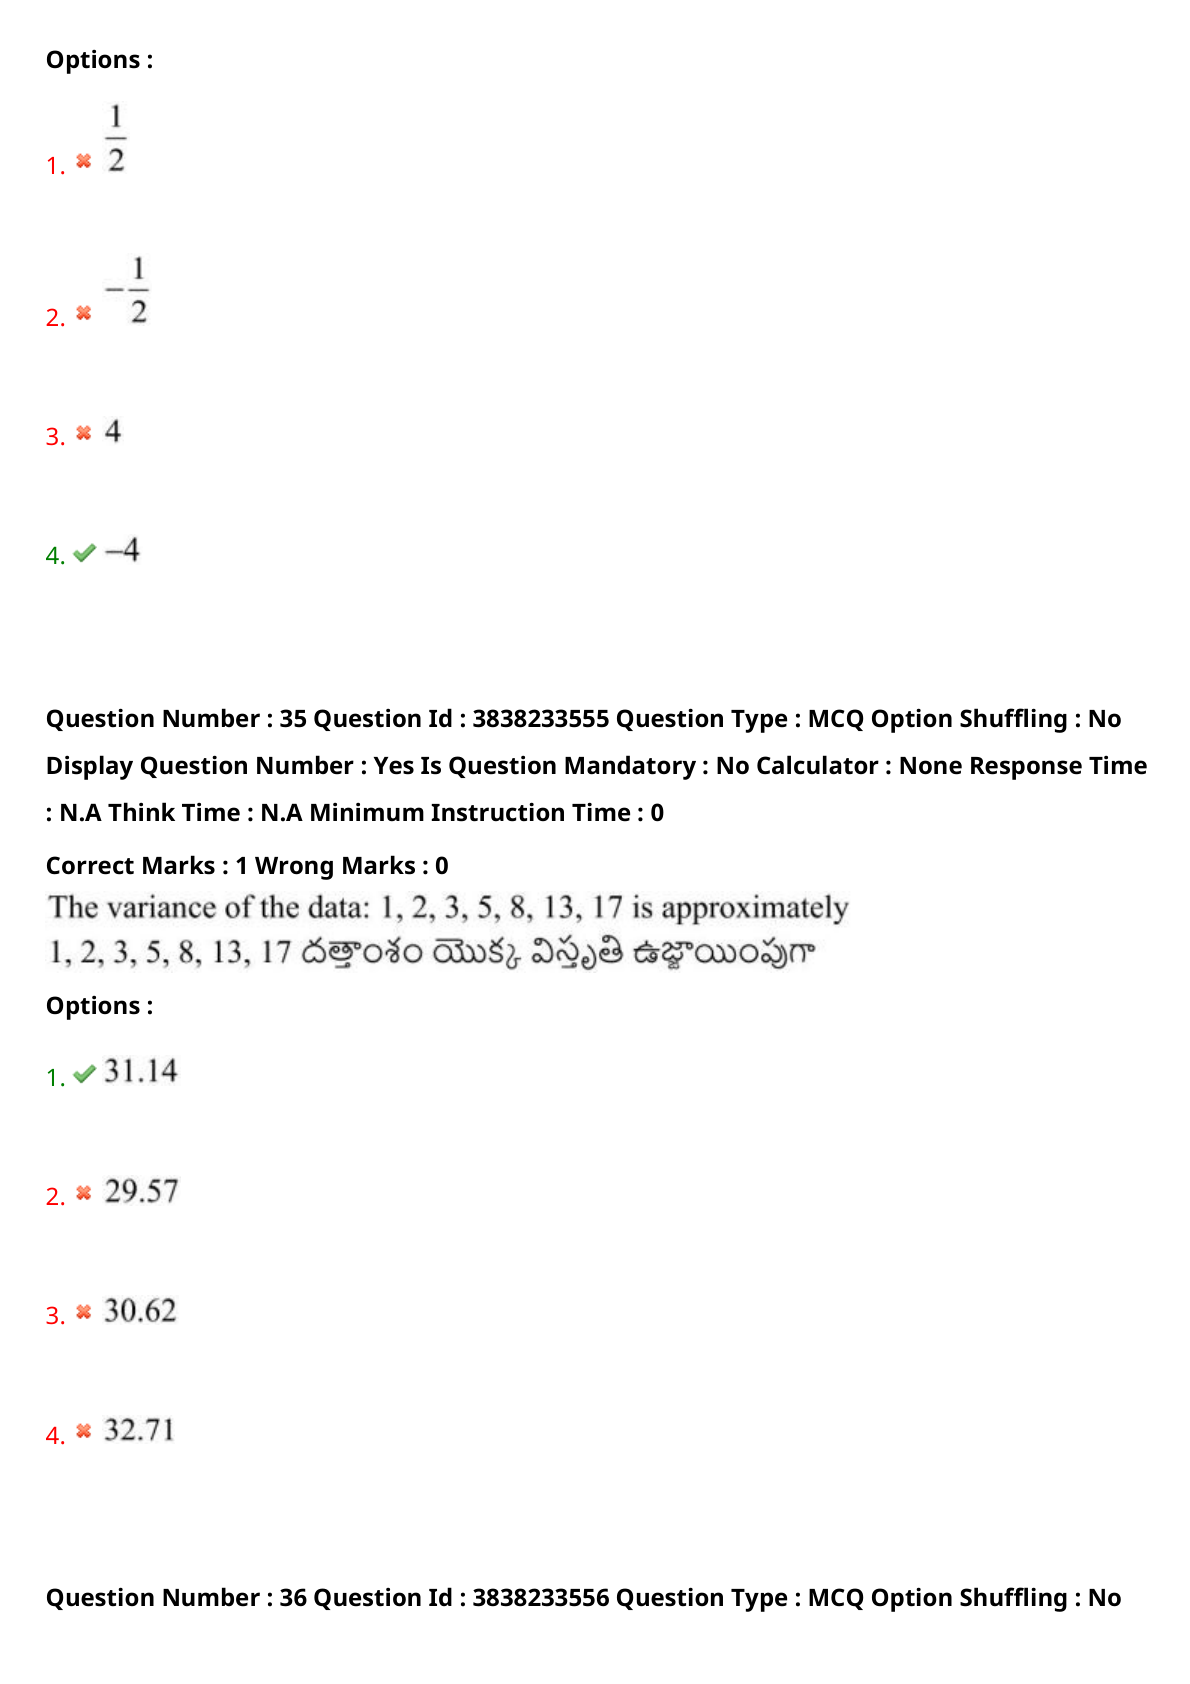 Options :
1. 1/2
2. -1/2
3. 4
4. –4
Question Number : 35 Question Id : 3838233555 Question Type : MCQ Option Shuffling : No
Display Question Number : Yes Is Question Mandatory : No Calculator : None Response Time
: N.A Think Time : N.A Minimum Instruction Time : 0
Correct Marks : 1 Wrong Marks : 0
The variance of the data: 1, 2, 3, 5, 8, 13, 17 is approximately
1, 2, 3, 5, 8, 13, 17 దత్తాంశం యొక్క విస్తృతి ఉజ్జాయింపుగా
Options :
1. 31.14
2. 29.57
3. 30.62
4. 32.71
Question Number : 36 Question Id : 3838233556 Question Type : MCQ Option Shuffling : No